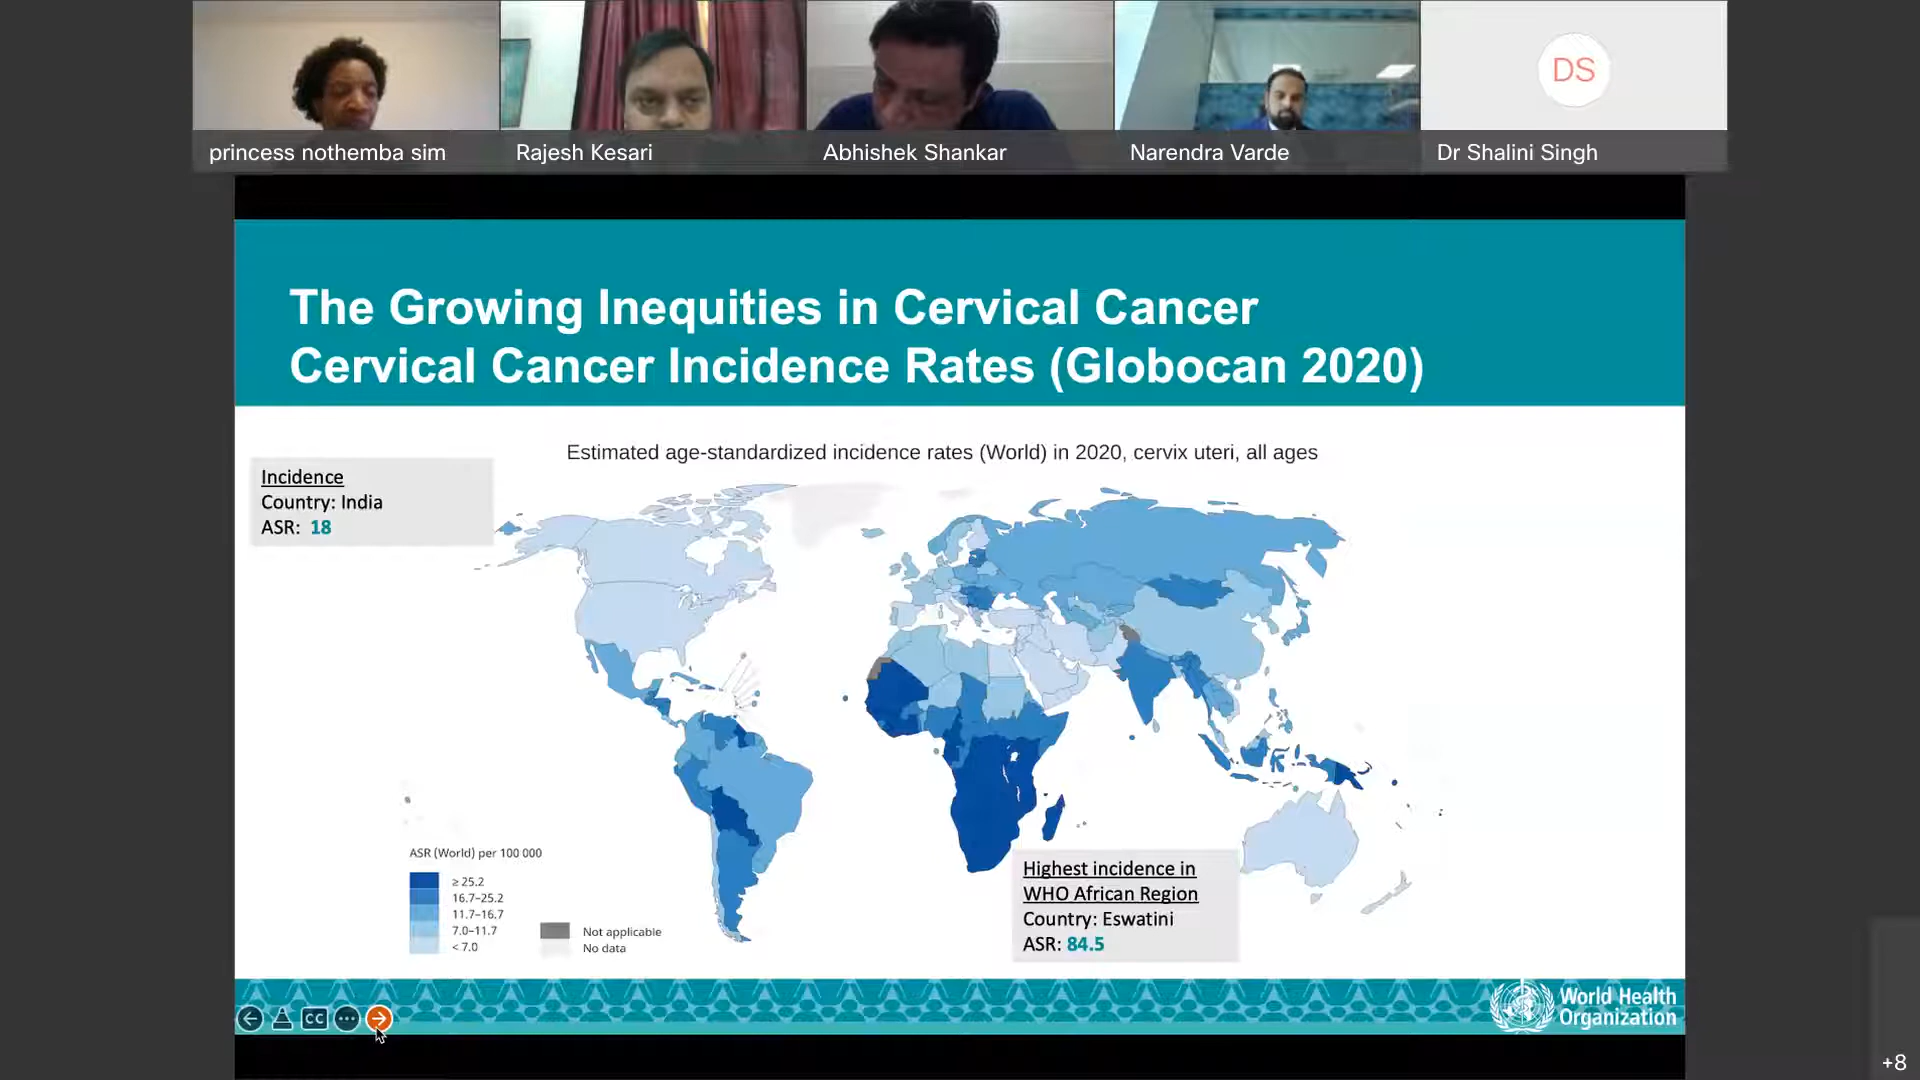 princess nothemba sim
Rajesh Kesari
Abhishek Shankar
Narendra Varde
DS
Dr Shalini Singh
The Growing Inequities in Cervical Cancer
Cervical Cancer Incidence Rates (Globocan 2020)
Estimated age-standardized incidence rates (World) in 2020, cervix uteri, all ages
Incidence
Country: India
ASR: 18
ASR (World) per 100 000
≥ 25.2
16.7–25.2
11.7–16.7
7.0–11.7
< 7.0
Not applicable
No data
Highest incidence in
WHO African Region
Country: Eswatini
ASR: 84.5
CC
World Health
Organization
+8